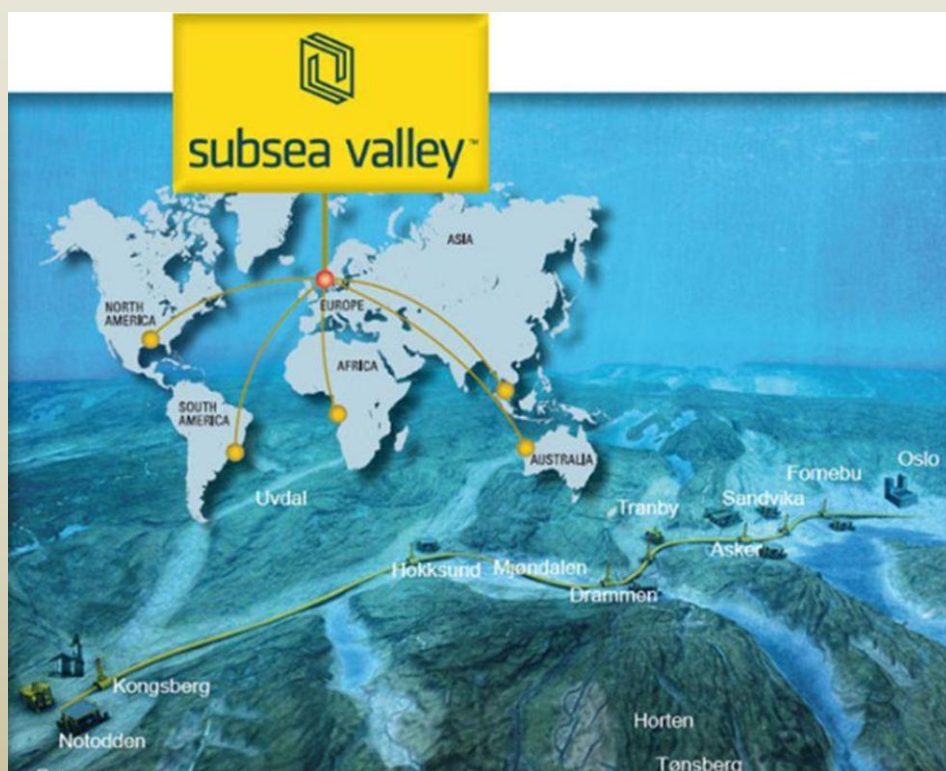 subsea valley™
ASIA
NORTH
AMERICA
EUROPE
AFRICA
SOUTH
AMERICA
AUSTRALIA
Oslo
Fornebu
Sandvika
Tranby
Asker
Uvdal
Hokksund
Mjøndalen
Drammen
Kongsberg
Notodden
Horten
Tønsberg